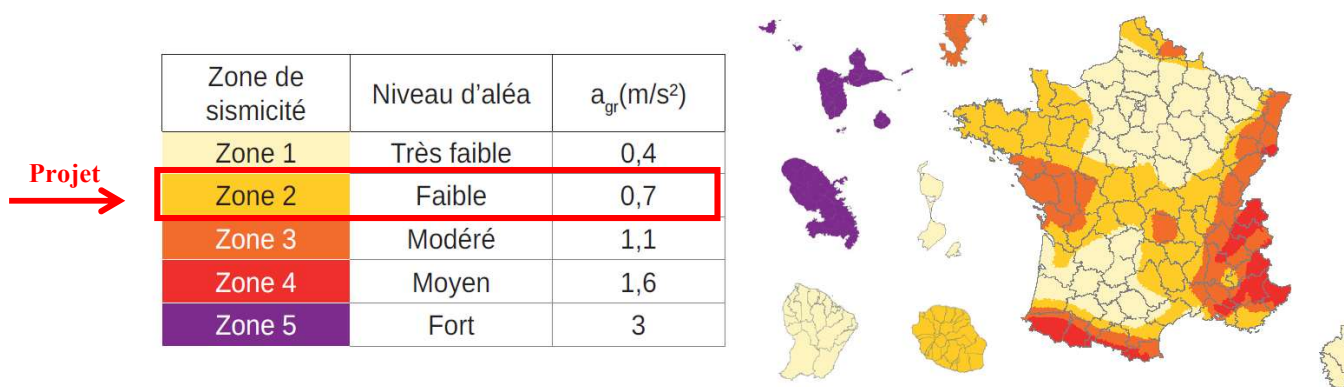 Zone de sismicité Niveau d'aléa a_gr(m/s²)
Zone 1 Très faible 0,4
Projet
Zone 2 Faible 0,7
Zone 3 Modéré 1,1
Zone 4 Moyen 1,6
Zone 5 Fort 3